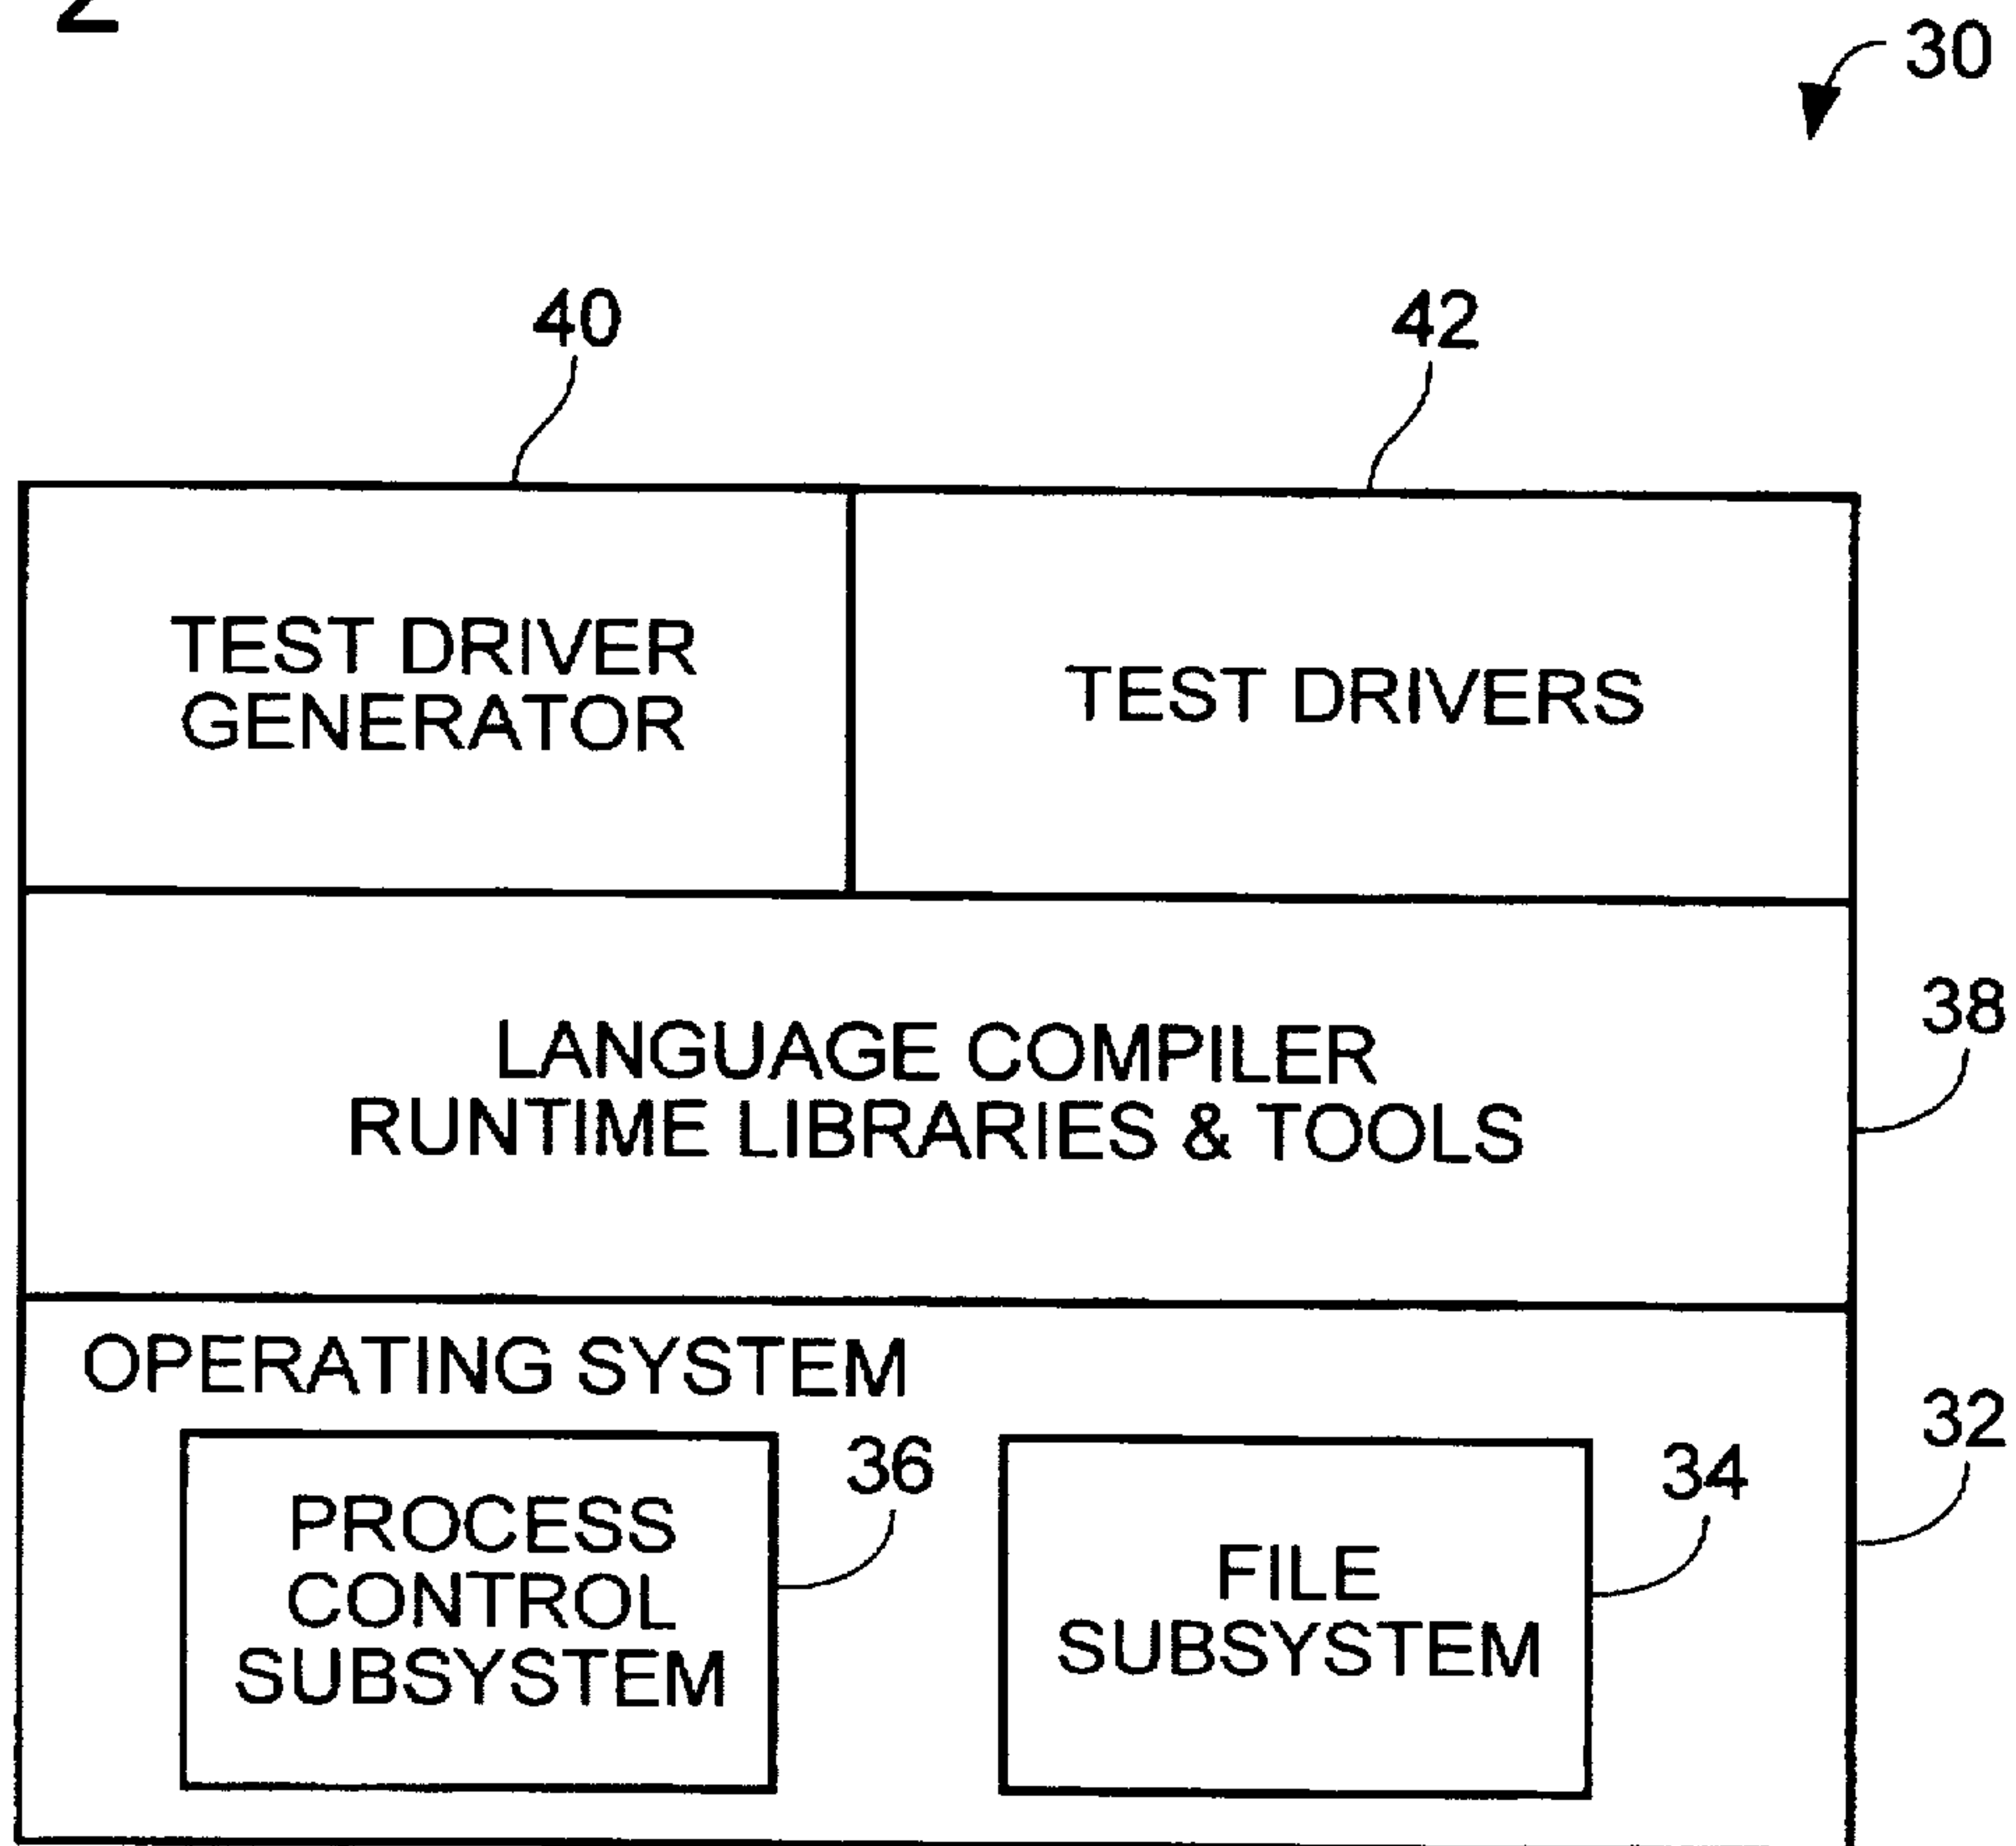 2
30
40
42
TEST DRIVER
GENERATOR
TEST DRIVERS
38
LANGUAGE COMPILER
RUNTIME LIBRARIES & TOOLS
OPERATING SYSTEM
32
36
34
PROCESS
CONTROL
SUBSYSTEM
FILE
SUBSYSTEM